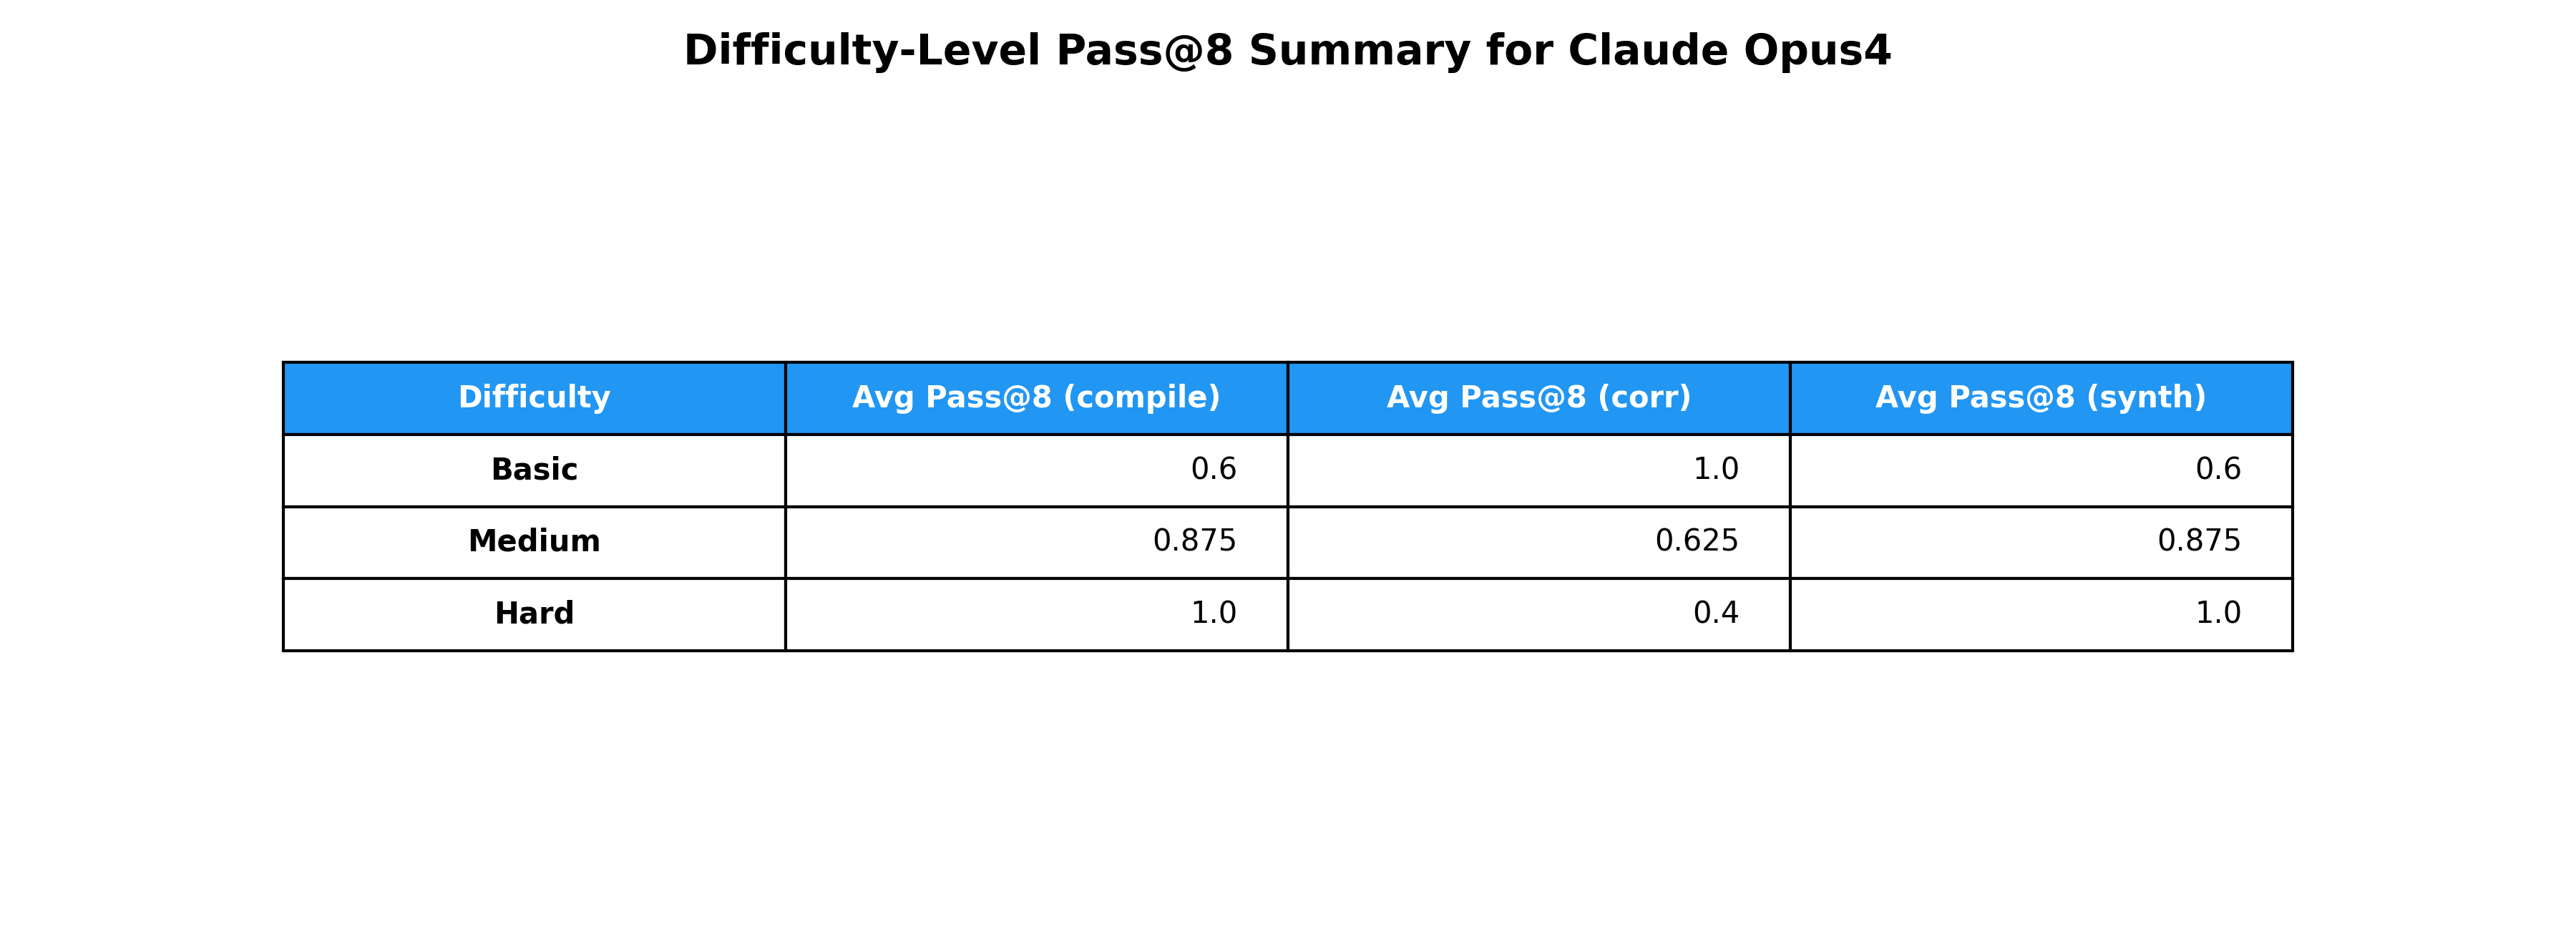 Difficulty-Level Pass@8 Summary for Claude Opus4
Difficulty Avg Pass@8 (compile) Avg Pass@8 (corr) Avg Pass@8 (synth)
Basic 0.6 1.0 0.6
Medium 0.875 0.625 0.875
Hard 1.0 0.4 1.0